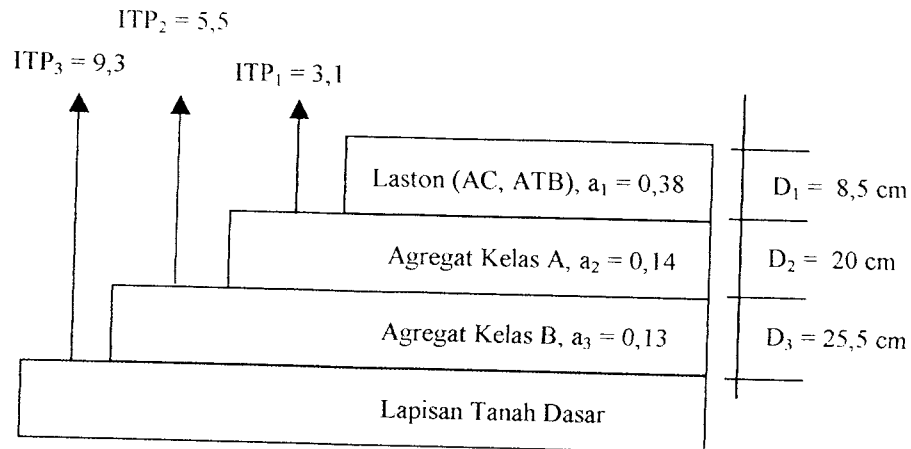 ITP₂ = 5,5
ITP₃ = 9,3
ITP₁ = 3,1
Laston (AC, ATB), a₁ = 0,38
D₁ = 8,5 cm
Agregat Kelas A, a₂ = 0,14
D₂ = 20 cm
Agregat Kelas B, a₃ = 0,13
D₃ = 25,5 cm
Lapisan Tanah Dasar